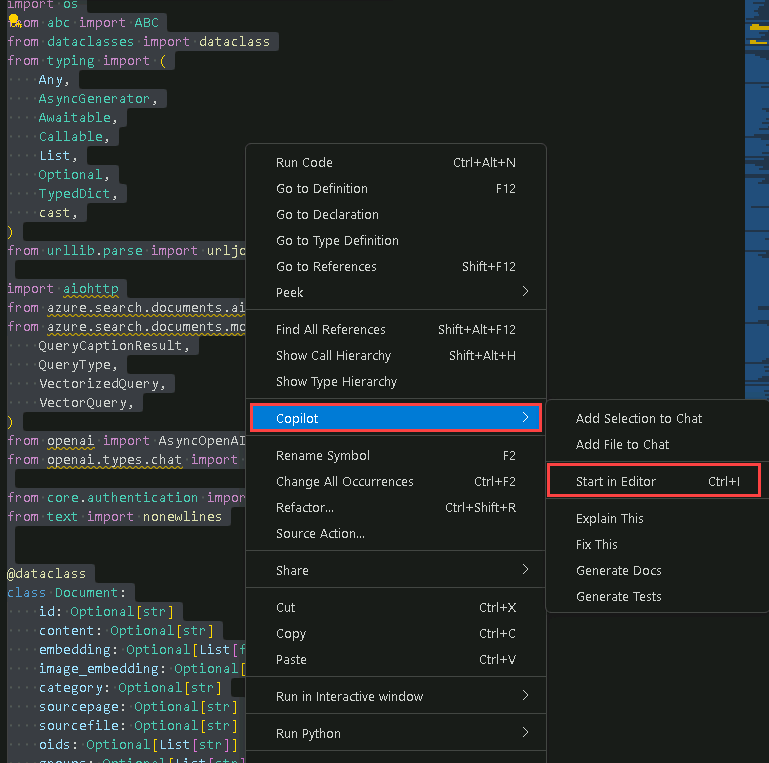 import os
from abc import ABC
from dataclasses import dataclass
from typing import (
Any,
AsyncGenerator,
Awaitable,
Callable,
List,
Optional,
TypedDict,
cast,
)
from urllib.parse import urljo
import aiohttp
from azure.search.documents.ai
from azure.search.documents.mo
QueryCaptionResult,
QueryType,
VectorizedQuery,
VectorQuery,
)
from openai import AsyncOpenAI
from openai.types.chat import
from core.authentication impor
from text import nonewlines
@dataclass
class Document:
id: Optional[str]
content: Optional[str]
embedding: Optional[List[f
image_embedding: Optional[
category: Optional[str]
sourcepage: Optional[str]
sourcefile: Optional[str]
oids: Optional[List[str]]
groups: Optional[List[str]
Run Code Ctrl+Alt+N
Go to Definition F12
Go to Declaration
Go to Type Definition
Go to References Shift+F12
Peek
Find All References Shift+Alt+F12
Show Call Hierarchy Shift+Alt+H
Show Type Hierarchy
Copilot
Rename Symbol F2
Change All Occurrences Ctrl+F2
Refactor... Ctrl+Shift+R
Source Action...
Share
Cut Ctrl+X
Copy Ctrl+C
Paste Ctrl+V
Run in Interactive window
Run Python
Add Selection to Chat
Add File to Chat
Start in Editor Ctrl+I
Explain This
Fix This
Generate Docs
Generate Tests